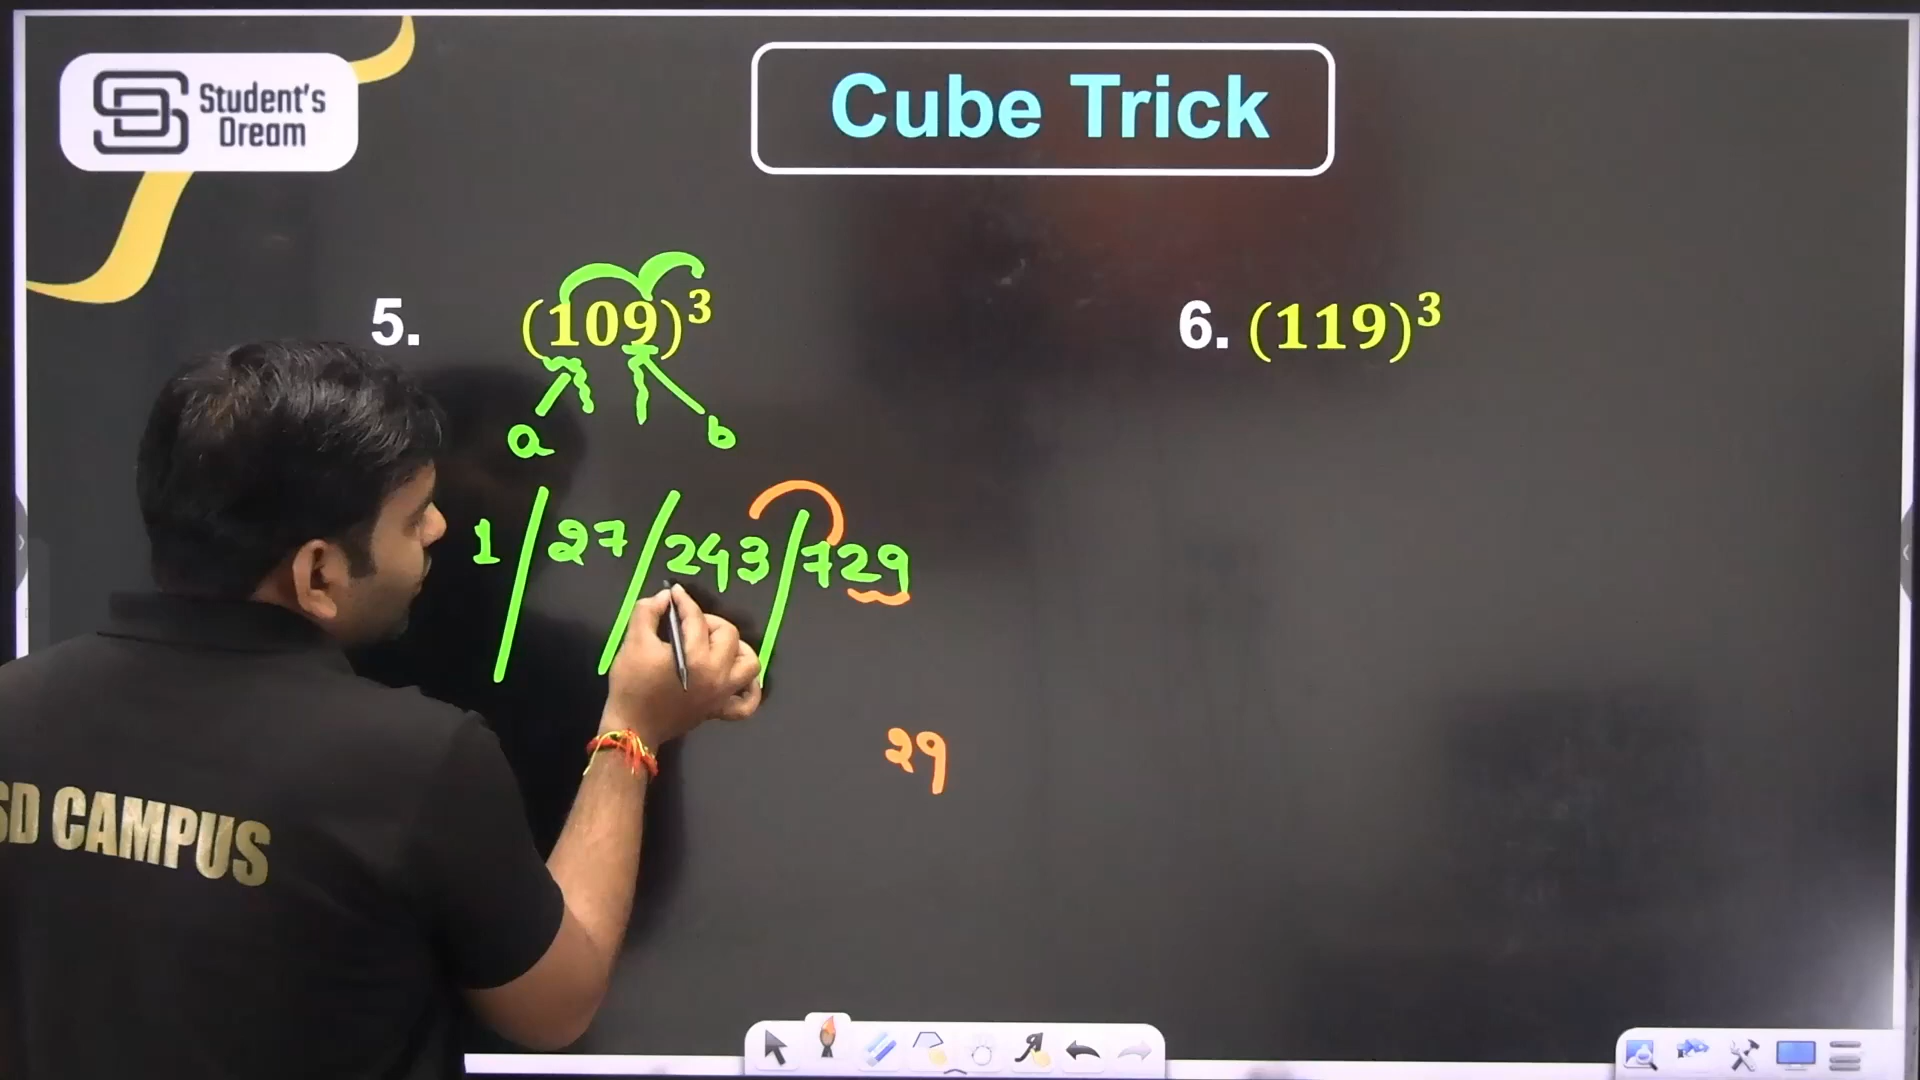 Student's
Dream
Cube Trick
5. (109)³
6. (119)³
a b
1 / 27 / 243 / 729
29
SD CAMPUS